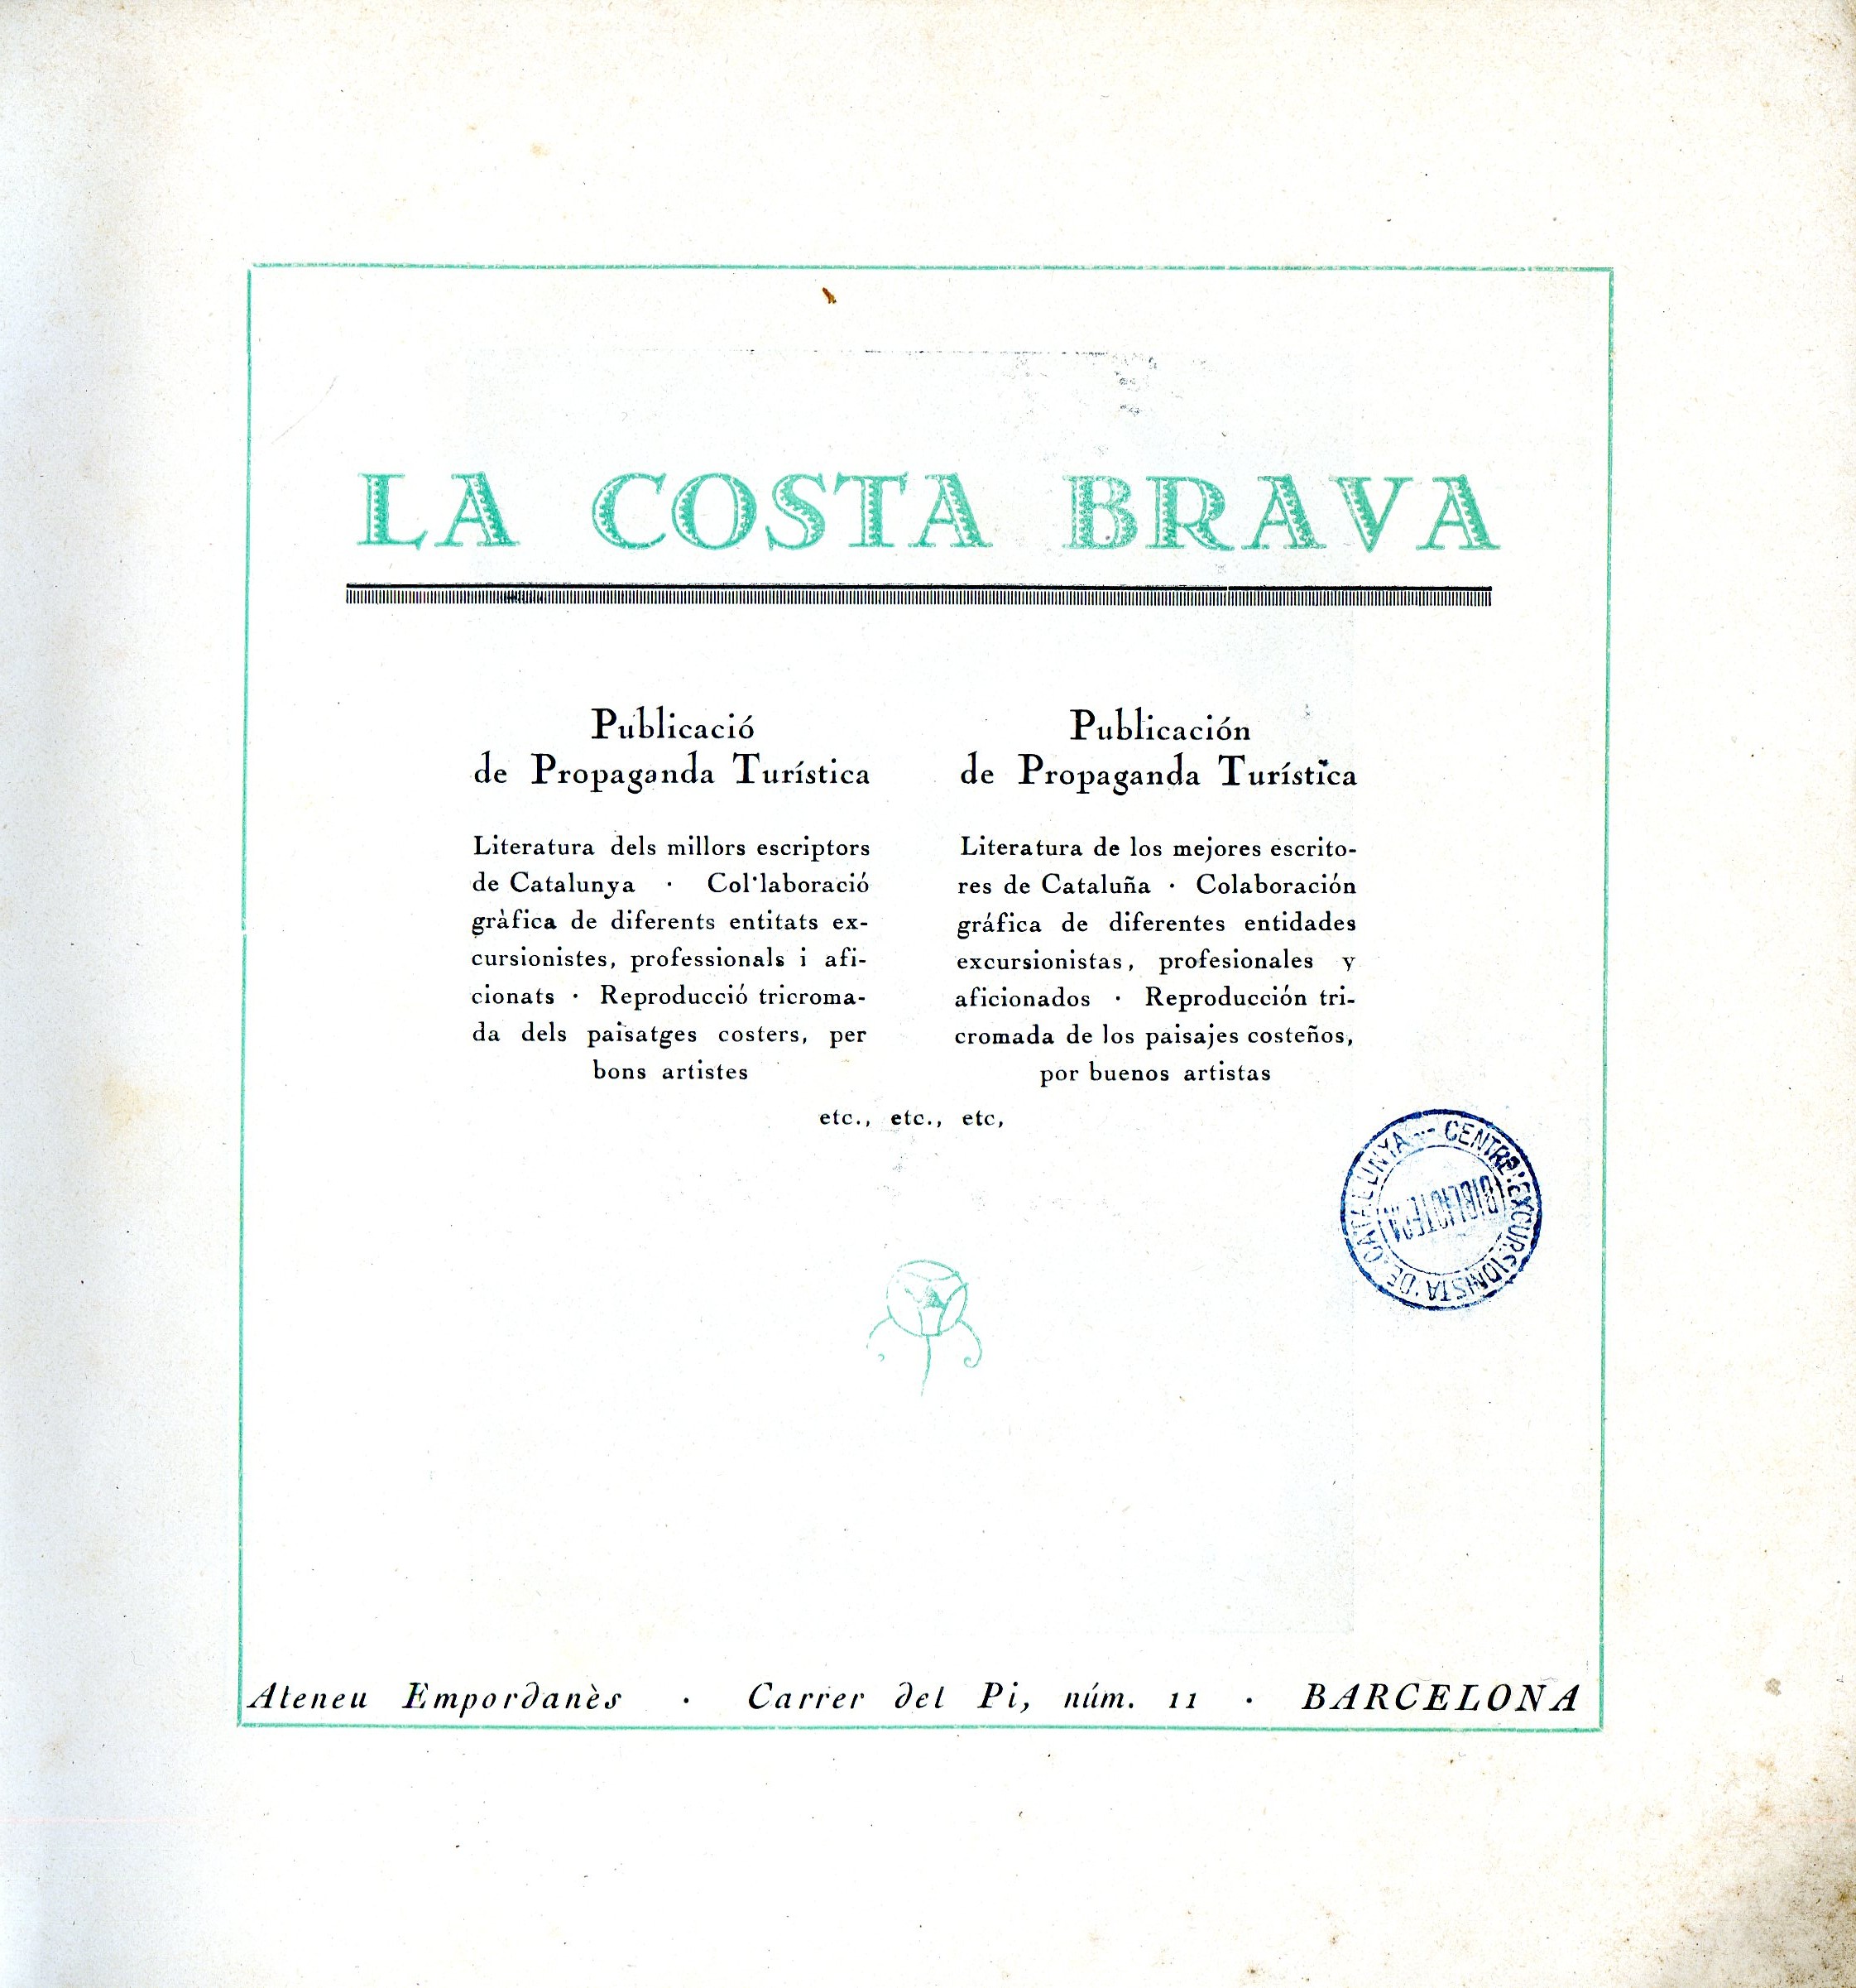 LA COSTA BRAVA
Publicació
de Propaganda Turística
Literatura dels millors escriptors
de Catalunya · Col·laboració
gràfica de diferents entitats ex-
cursionistes, professionals i afi-
cionats · Reproducció tricroma-
da dels paisatges costers, per
bons artistes
Publicación
de Propaganda Turística
Literatura de los mejores escrito-
res de Cataluña · Colaboración
gráfica de diferentes entidades
excursionistas, profesionales y
aficionados · Reproducción tri-
cromada de los paisajes costeños,
por buenos artistas
etc., etc., etc,
CENTRE EXCURSIONISTA DE CATALUNYA
BIBLIOTECA
Ateneu Empordanès · Carrer del Pi, núm. 11 · BARCELONA